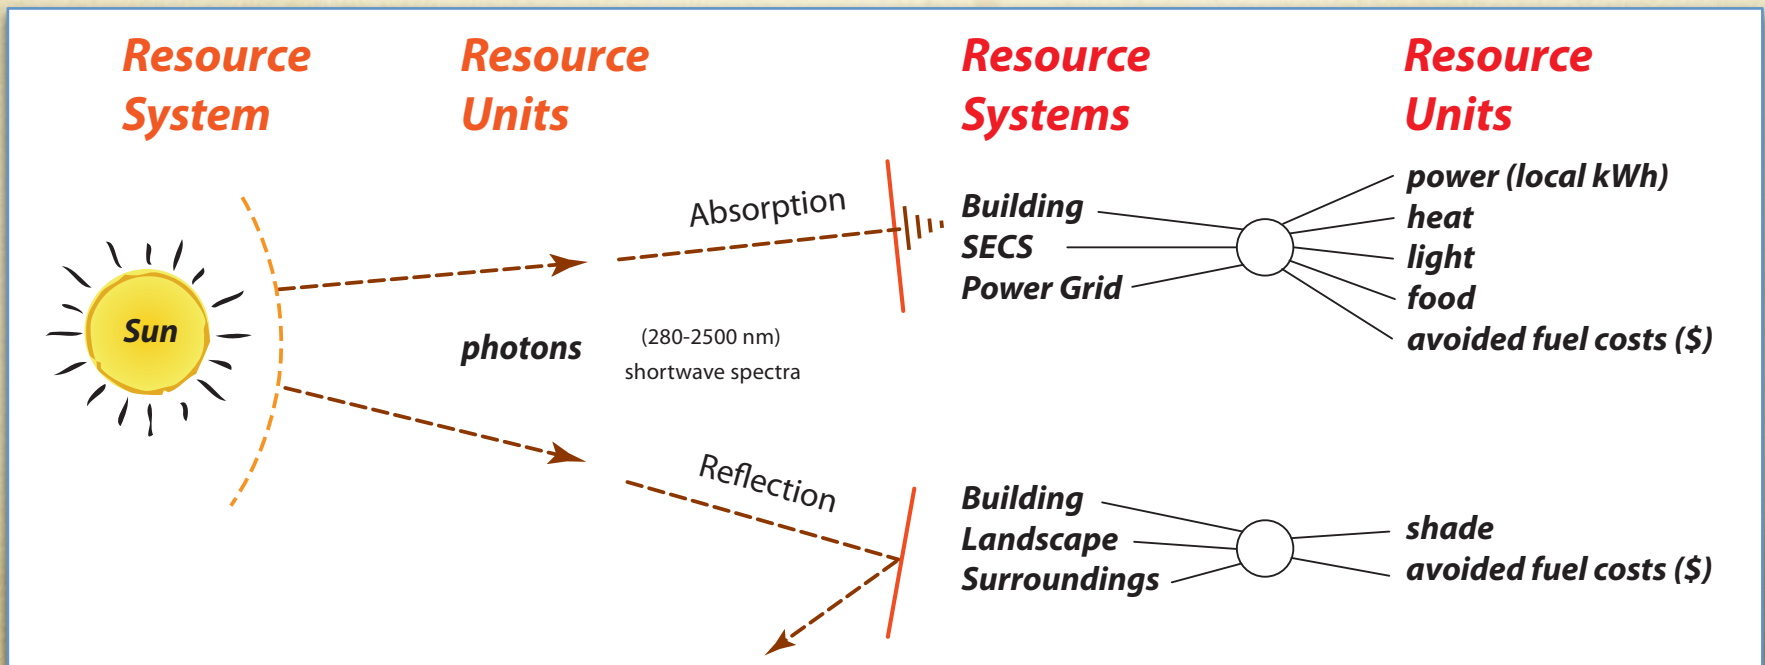 Resource
System
Resource
Units
Resource
Systems
Resource
Units
Sun
photons
(280-2500 nm)
shortwave spectra
Absorption
Building
SECS
Power Grid
power (local kWh)
heat
light
food
avoided fuel costs ($)
Reflection
Building
Landscape
Surroundings
shade
avoided fuel costs ($)